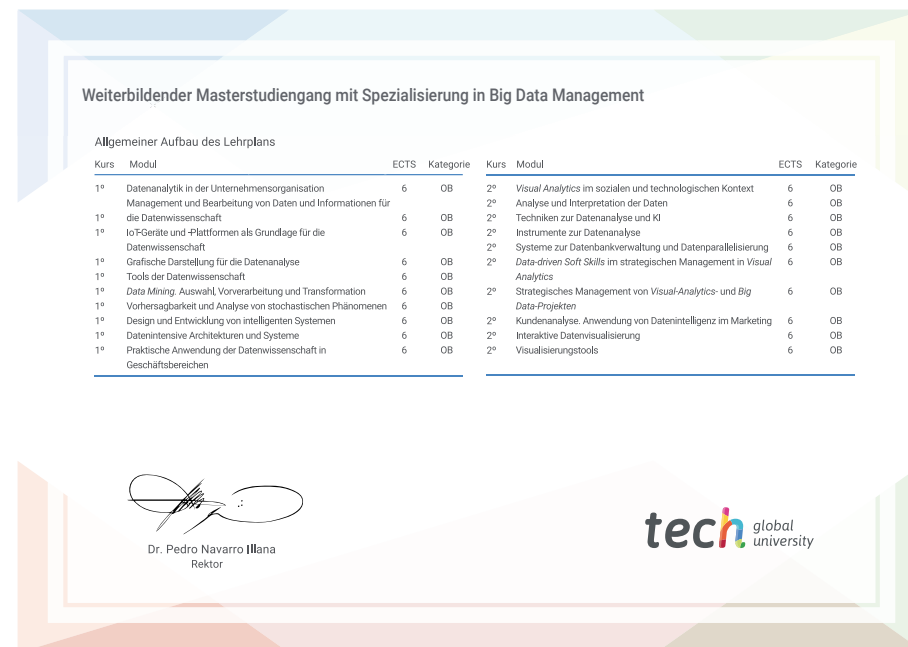 Weiterbildender Masterstudiengang mit Spezialisierung in Big Data Management
Allgemeiner Aufbau des Lehrplans
Kurs Modul ECTS Kategorie
1º Datenanalytik in der Unternehmensorganisation 6 OB
Management und Bearbeitung von Daten und Informationen für
1º die Datenwissenschaft 6 OB
1º IoT-Geräte und -Plattformen als Grundlage für die 6 OB
Datenwissenschaft
1º Grafische Darstellung für die Datenanalyse 6 OB
1º Tools der Datenwissenschaft 6 OB
1º Data Mining. Auswahl, Vorverarbeitung und Transformation 6 OB
1º Vorhersagbarkeit und Analyse von stochastischen Phänomenen 6 OB
1º Design und Entwicklung von intelligenten Systemen 6 OB
1º Datenintensive Architekturen und Systeme 6 OB
1º Praktische Anwendung der Datenwissenschaft in 6 OB
Geschäftsbereichen
Kurs Modul ECTS Kategorie
2º Visual Analytics im sozialen und technologischen Kontext 6 OB
2º Analyse und Interpretation der Daten 6 OB
2º Techniken zur Datenanalyse und KI 6 OB
2º Instrumente zur Datenanalyse 6 OB
2º Systeme zur Datenbankverwaltung und Datenparallelisierung 6 OB
2º Data-driven Soft Skills im strategischen Management in Visual 6 OB
Analytics
2º Strategisches Management von Visual-Analytics- und Big 6 OB
Data-Projekten
2º Kundenanalyse. Anwendung von Datenintelligenz im Marketing 6 OB
2º Interaktive Datenvisualisierung 6 OB
2º Visualisierungstools 6 OB
Dr. Pedro Navarro Illana
Rektor
tech global
university